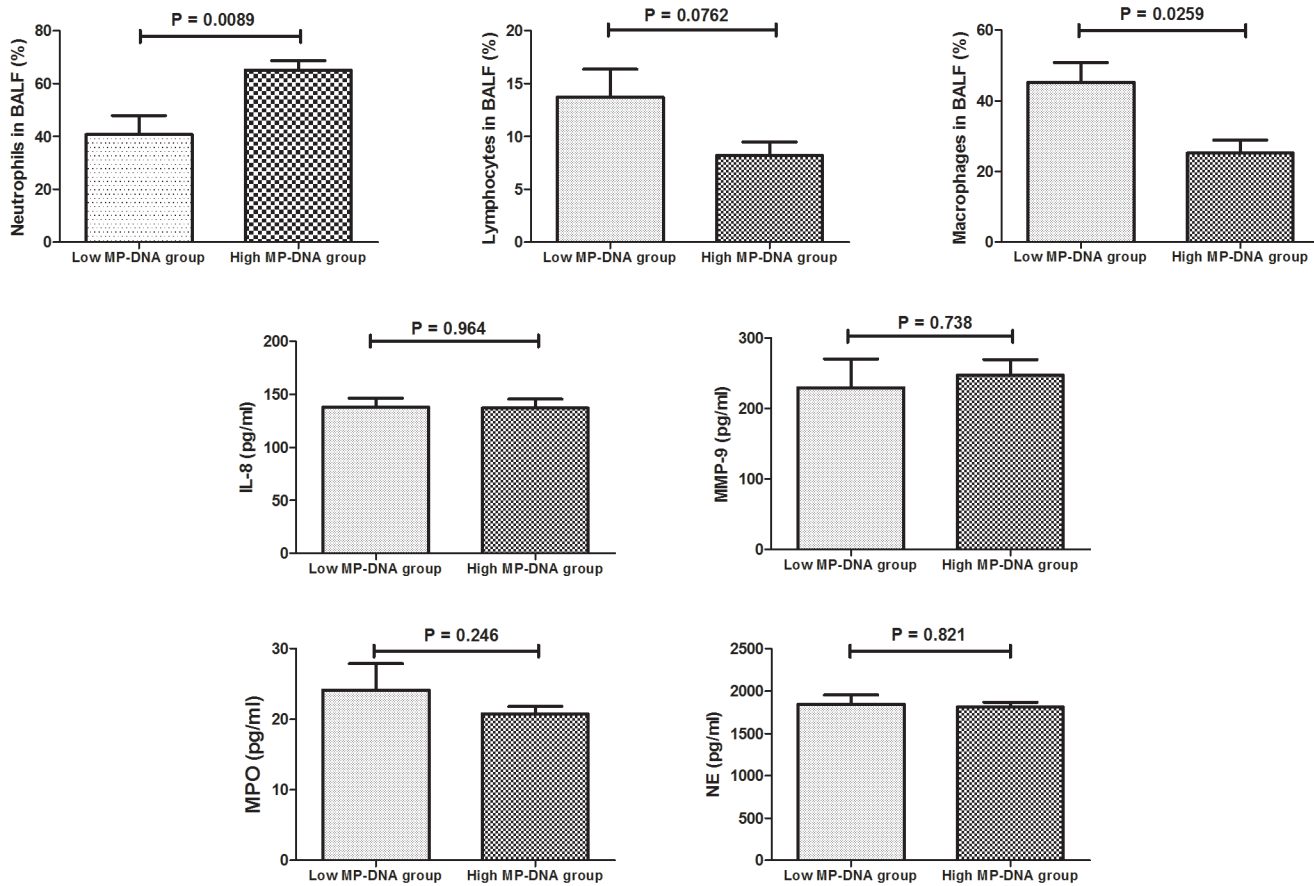 P = 0.0089
Neutrophils in BALF (%)
80
60
40
20
0
Low MP-DNA group
High MP-DNA group
P = 0.0762
Lymphocytes in BALF (%)
20
15
10
5
0
Low MP-DNA group
High MP-DNA group
P = 0.0259
Macrophages in BALF (%)
60
40
20
0
Low MP-DNA group
High MP-DNA group
P = 0.964
IL-8 (pg/ml)
200
150
100
50
0
Low MP-DNA group
High MP-DNA group
P = 0.738
MMP-9 (pg/ml)
300
200
100
0
Low MP-DNA group
High MP-DNA group
P = 0.246
MPO (pg/ml)
30
20
10
0
Low MP-DNA group
High MP-DNA group
P = 0.821
NE (pg/ml)
2500
2000
1500
1000
500
0
Low MP-DNA group
High MP-DNA group